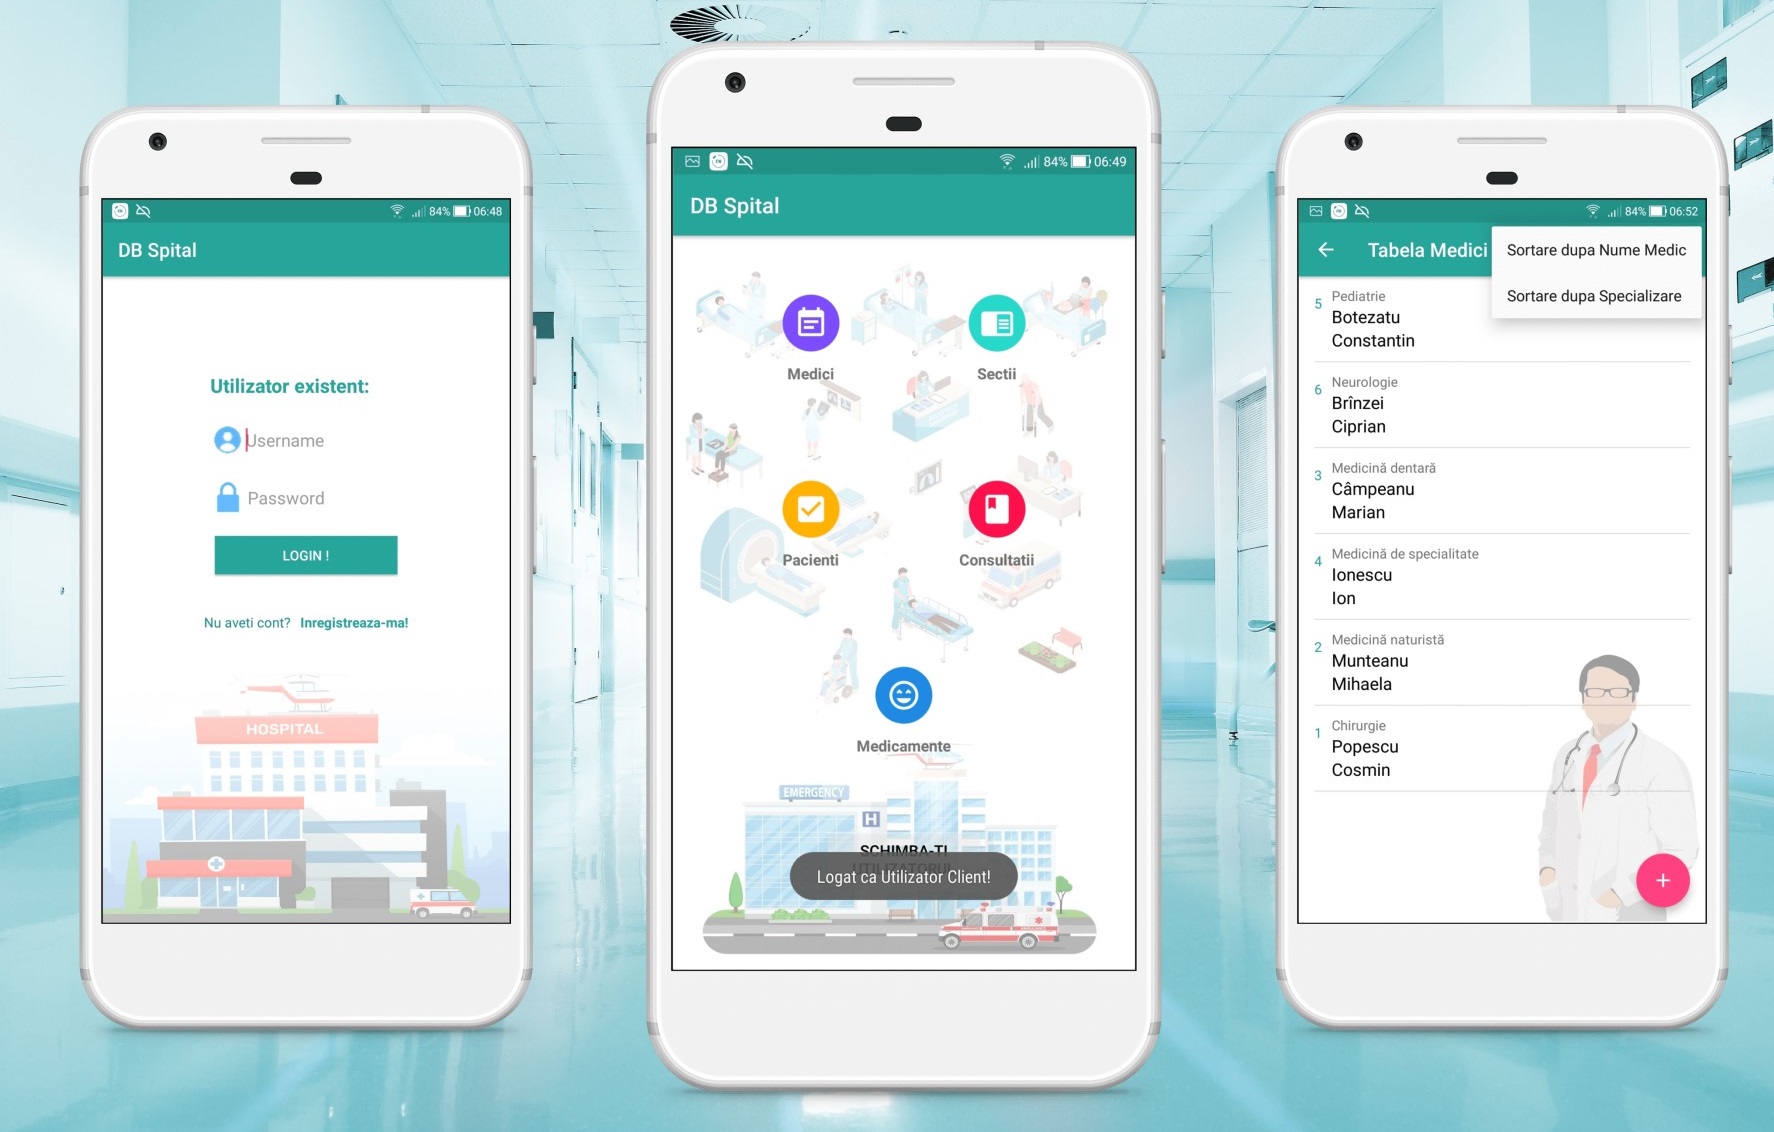 84% 06:48
DB Spital
Utilizator existent:
Username
Password
LOGIN !
Nu aveti cont? Inregistreaza-ma!
HOSPITAL
84% 06:49
DB Spital
Medici
Sectii
Pacienti
Consultatii
Medicamente
EMERGENCY
H
SCHIMBA-TI
UTILIZATORUL
Logat ca Utilizator Client!
84% 06:52
Tabela Medici
Sortare dupa Nume Medic
Sortare dupa Specializare
5 Pediatrie
Botezatu
Constantin
6 Neurologie
Brînzei
Ciprian
3 Medicină dentară
Câmpeanu
Marian
4 Medicină de specialitate
Ionescu
Ion
2 Medicină naturistă
Munteanu
Mihaela
1 Chirurgie
Popescu
Cosmin